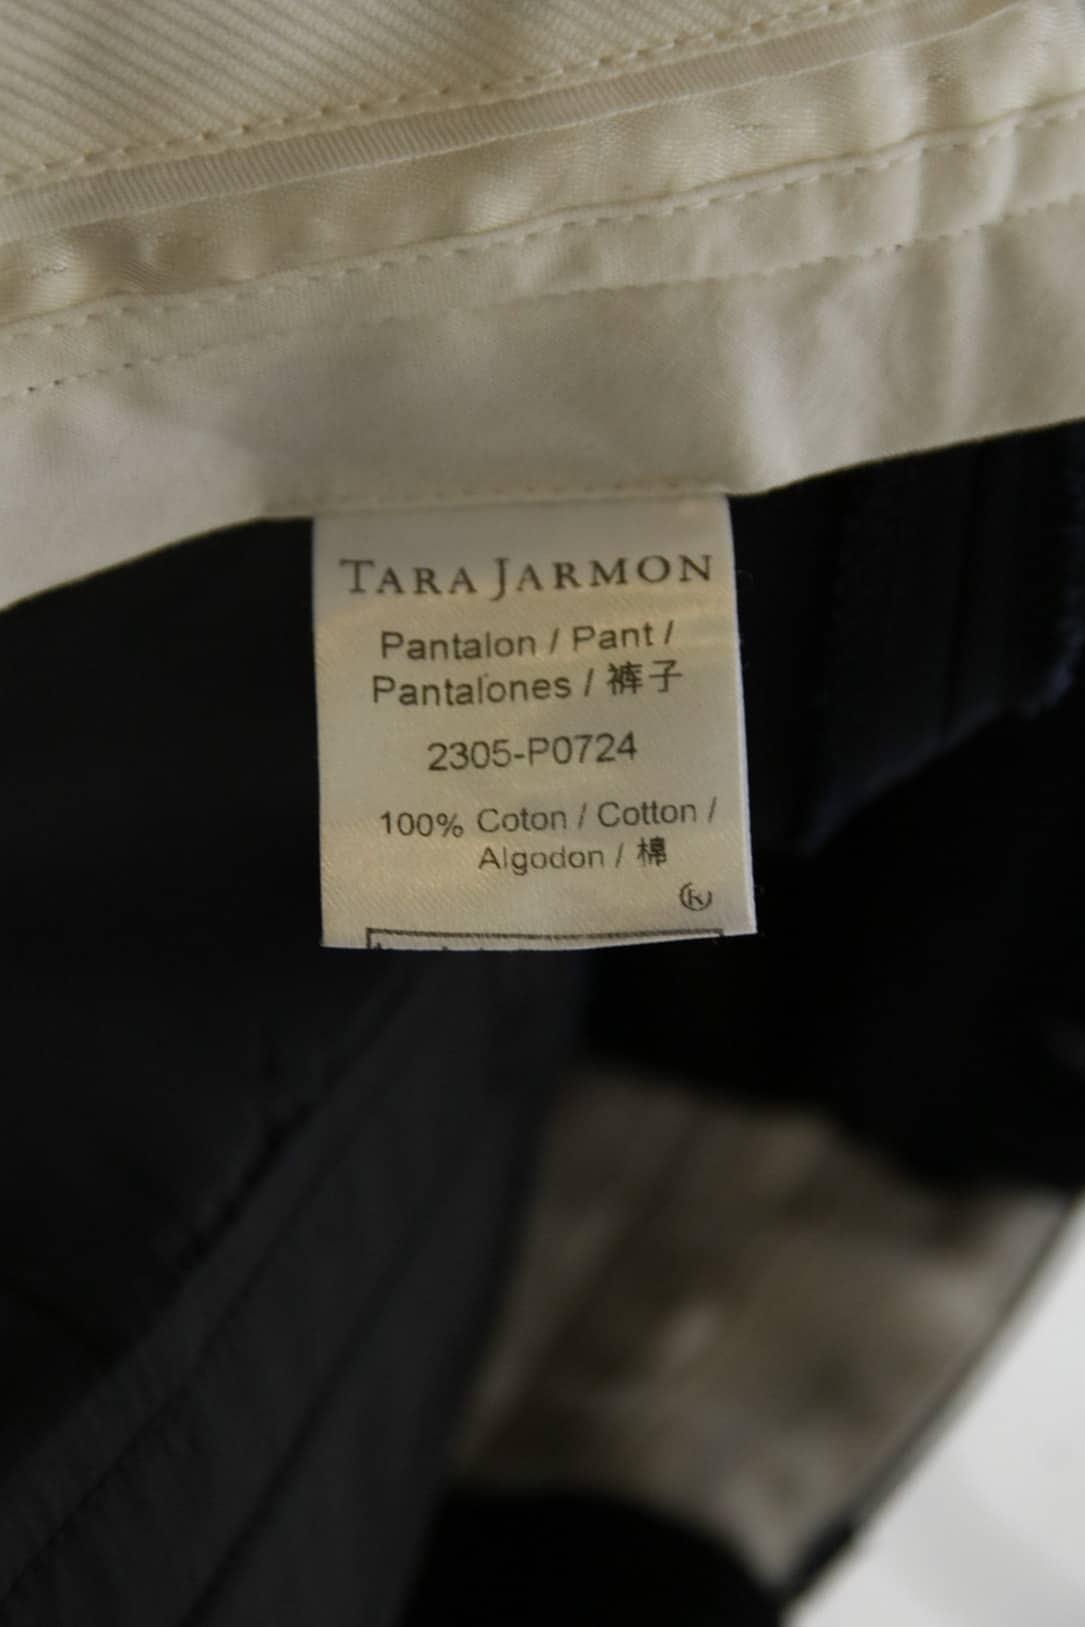 TARA JARMON
Pantalon / Pant /
Pantalones / 裤子
2305-P0724
100% Coton / Cotton /
Algodon / 棉